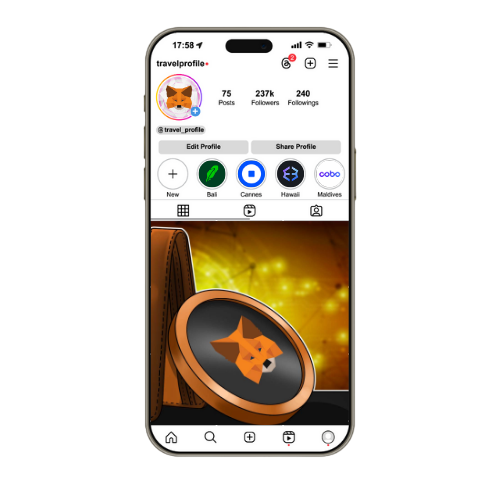 17:58
travelprofile
2
75
237k
240
Posts
Followers
Followings
@travel_profile
Edit Profile
Share Profile
New
Bali
Cannes
Hawaii
cobo
Maldives